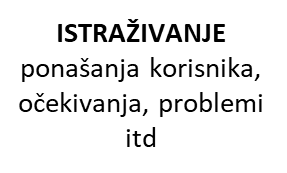 ISTRAŽIVANJE
ponašanja korisnika,
očekivanja, problemi
itd